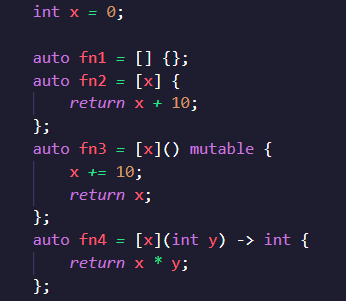 int x = 0;
auto fn1 = [] {};
auto fn2 = [x] {
return x + 10;
};
auto fn3 = [x]() mutable {
x += 10;
return x;
};
auto fn4 = [x](int y) -> int {
return x * y;
};